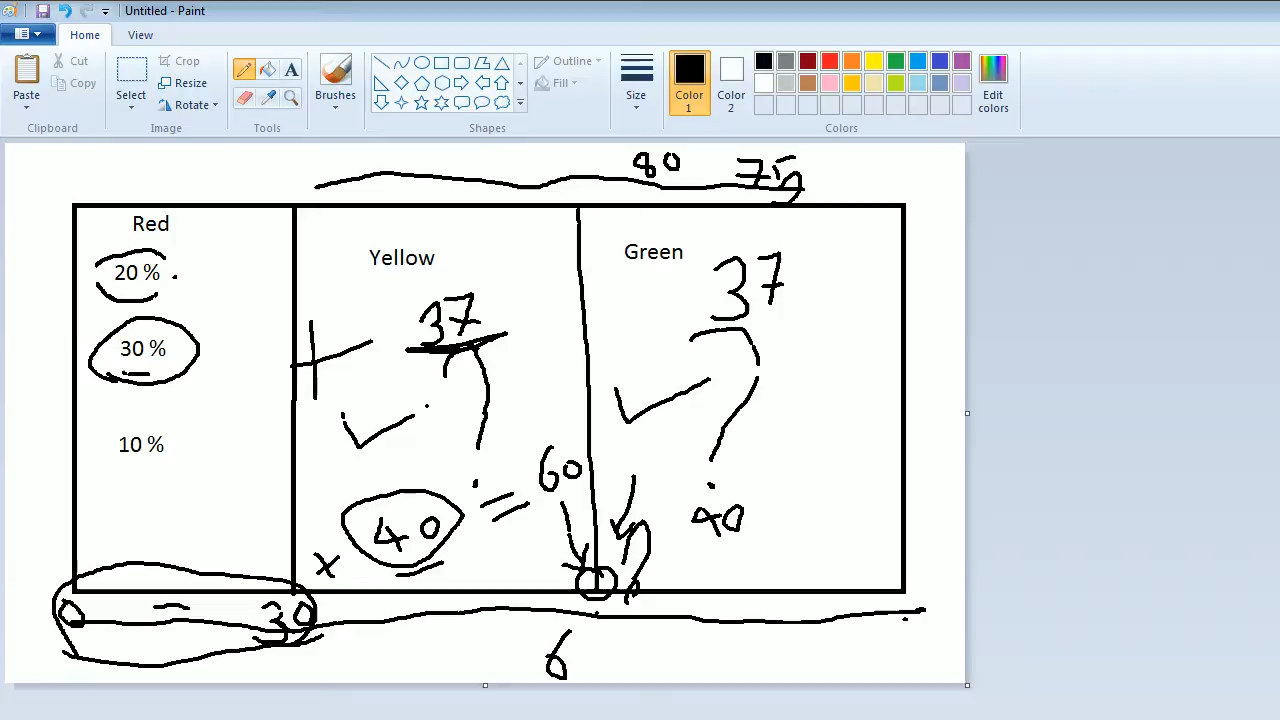 Untitled - Paint
Home View
Paste
Cut
Copy
Clipboard
Select
Crop
Resize
Rotate
Image
A
Tools
Brushes
Shapes
Outline
Fill
Size
Color 1
Color 2
Edit colors
Colors
80 75
Red
Yellow
Green
20 %
37
37
30 %
10 %
= 60
40
40
x
0 - 30
6